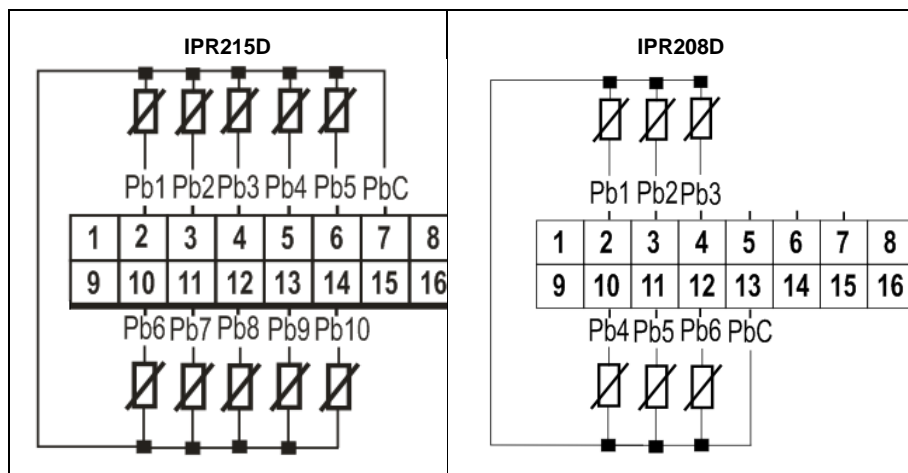 IPR215D
Pb1 Pb2 Pb3 Pb4 Pb5 PbC
1 2 3 4 5 6 7 8
9 10 11 12 13 14 15 16
Pb6 Pb7 Pb8 Pb9 Pb10
IPR208D
Pb1 Pb2 Pb3
1 2 3 4 5 6 7 8
9 10 11 12 13 14 15 16
Pb4 Pb5 Pb6 PbC